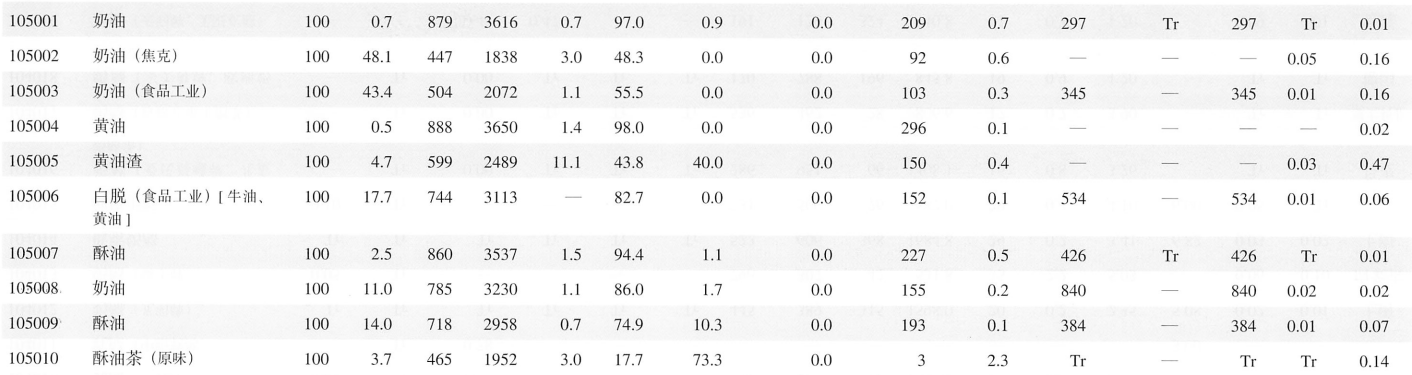 105001 奶油 100 0.7 879 3616 0.7 97.0 0.9 0.0 209 0.7 297 Tr 297 Tr 0.01
105002 奶油（焦克） 100 48.1 447 1838 3.0 48.3 0.0 0.0 92 0.6 — — — 0.05 0.16
105003 奶油（食品工业） 100 43.4 504 2072 1.1 55.5 0.0 0.0 103 0.3 345 — 345 0.01 0.16
105004 黄油 100 0.5 888 3650 1.4 98.0 0.0 0.0 296 0.1 — — — — 0.02
105005 黄油渣 100 4.7 599 2489 11.1 43.8 40.0 0.0 150 0.4 — — — 0.03 0.47
105006 白脱（食品工业）[ 牛油、 100 17.7 744 3113 — 82.7 0.0 0.0 152 0.1 534 — 534 0.01 0.06
黄油 ]
105007 酥油 100 2.5 860 3537 1.5 94.4 1.1 0.0 227 0.5 426 Tr 426 Tr 0.01
105008 奶油 100 11.0 785 3230 1.1 86.0 1.7 0.0 155 0.2 840 — 840 0.02 0.02
105009 酥油 100 14.0 718 2958 0.7 74.9 10.3 0.0 193 0.1 384 — 384 0.01 0.07
105010 酥油茶（原味） 100 3.7 465 1952 3.0 17.7 73.3 0.0 3 2.3 Tr — Tr Tr 0.14